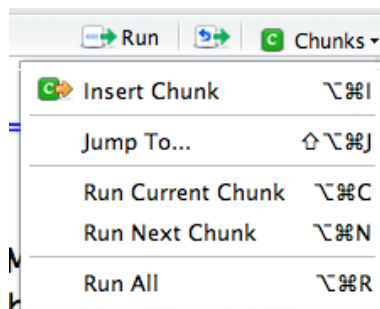 Run C Chunks
C Insert Chunk ⌥⌘I
Jump To... ⇧⌥⌘J
Run Current Chunk ⌥⌘C
Run Next Chunk ⌥⌘N
Run All ⌥⌘R